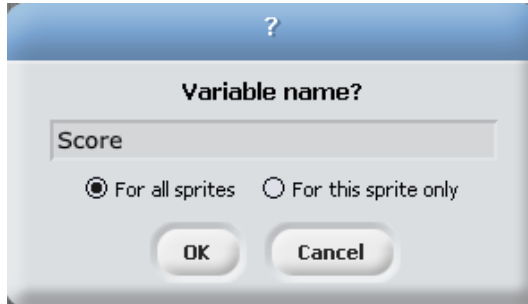 ?
Variable name?
Score
For all sprites For this sprite only
OK Cancel